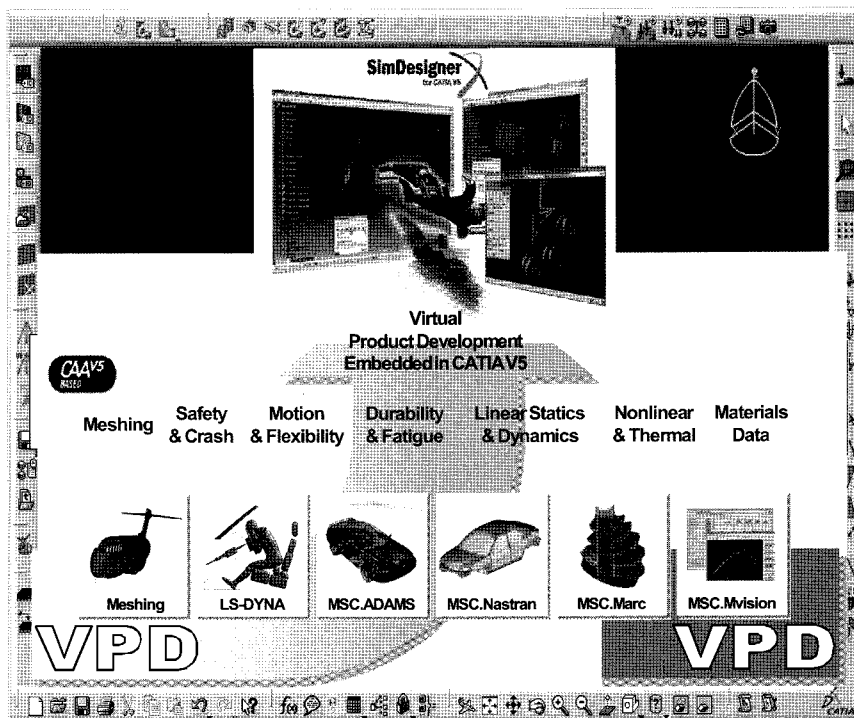 SimDesigner
for CATIA V5
Virtual
Product Development
Embedded in CATIA V5
CAA V5
BASED
Meshing
Safety
& Crash
Motion
& Flexibility
Durability
& Fatigue
Linear Statics
& Dynamics
Nonlinear
& Thermal
Materials
Data
Meshing
LS-DYNA
MSC.ADAMS
MSC.Nastran
MSC.Marc
MSC.Mvision
VPD
VPD
f(x)
CATIA